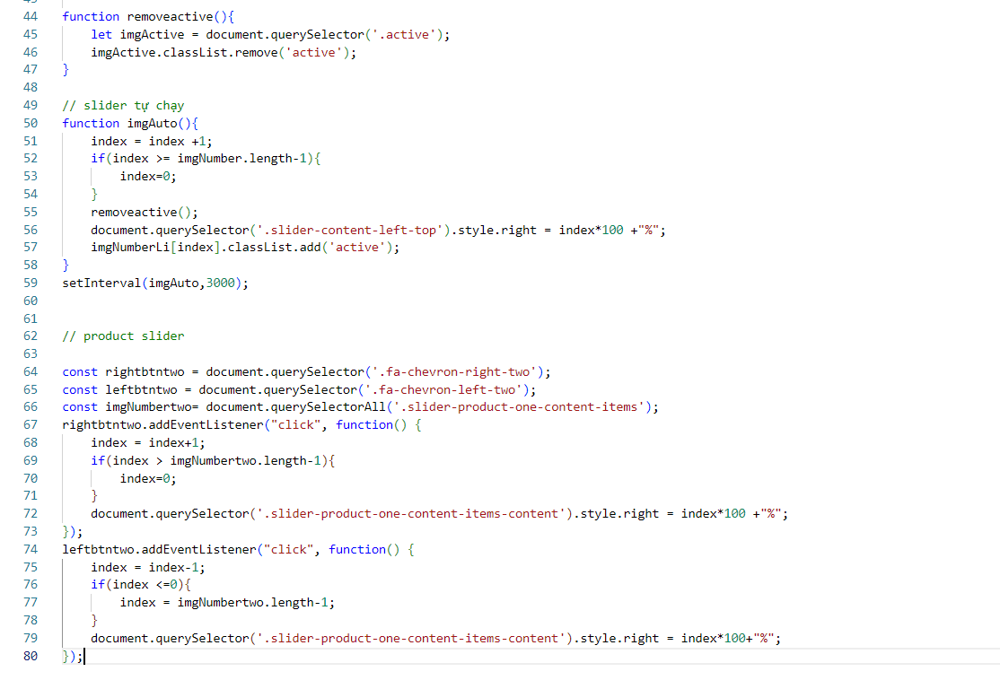 44 function removeactive(){
45     let imgActive = document.querySelector('.active');
46     imgActive.classList.remove('active');
47 }
48
49 // slider tự chạy
50 function imgAuto(){
51     index = index +1;
52     if(index >= imgNumber.length-1){
53         index=0;
54     }
55     removeactive();
56     document.querySelector('.slider-content-left-top').style.right = index*100 +"%";
57     imgNumberLi[index].classList.add('active');
58 }
59 setInterval(imgAuto,3000);
60
61
62 // product slider
63
64 const rightbtntwo = document.querySelector('.fa-chevron-right-two');
65 const leftbtntwo = document.querySelector('.fa-chevron-left-two');
66 const imgNumbertwo= document.querySelectorAll('.slider-product-one-content-items');
67 rightbtntwo.addEventListener("click", function() {
68     index = index+1;
69     if(index > imgNumbertwo.length-1){
70         index=0;
71     }
72     document.querySelector('.slider-product-one-content-items-content').style.right = index*100 +"%";
73 });
74 leftbtntwo.addEventListener("click", function() {
75     index = index-1;
76     if(index <=0){
77         index = imgNumbertwo.length-1;
78     }
79     document.querySelector('.slider-product-one-content-items-content').style.right = index*100+"%";
80 });